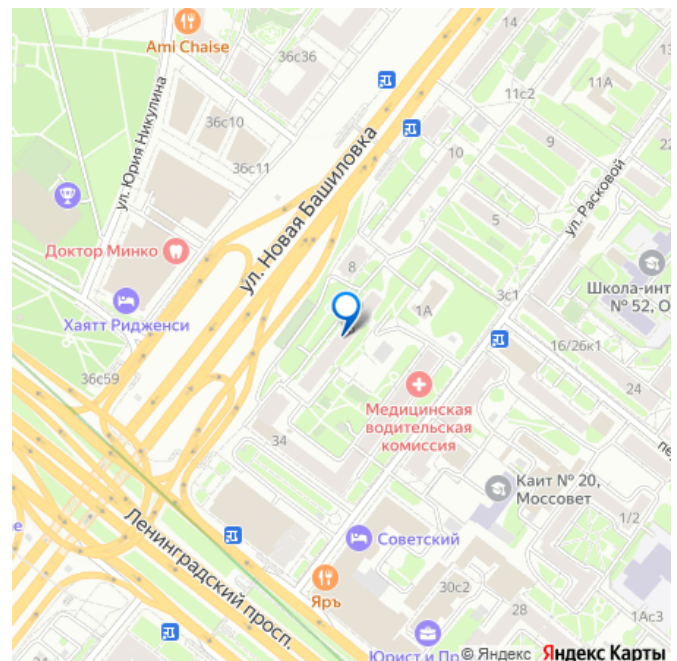 36с36
Ami Chaise
13
14
11А
11с2
ул. Юрия Никулина
36с10
36с11
ул. Новая Башиловка
9
10
ул. Расковой
5
Доктор Минко
8
Школа-инт
№ 52, О
3с1
1А
Хаятт Ридженси
16/26к1
36с59
24
Медицинская
водительская
комиссия
34
пе
Каит № 20,
Моссовет
1/2
Ленинградский просп.
Советский
Яръ
30с2
28
1Ас3
Юрист и Пр
© Яндекс Яндекс Карты